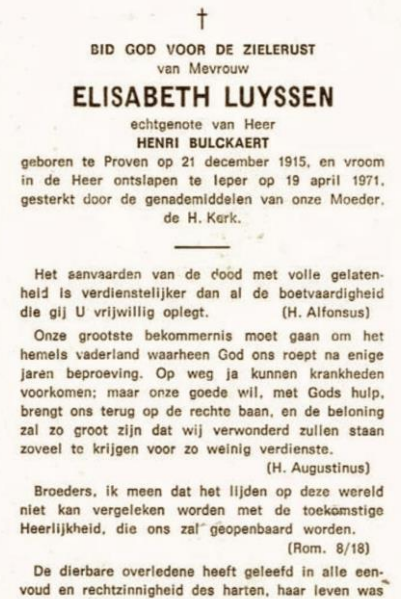 BID GOD VOOR DE ZIELERUST
van Mevrouw
ELISABETH LUYSSEN
echtgenote van Heer
HENRI BULCKAERT
geboren te Proven op 21 december 1915, en vroom
in de Heer ontslapen te Ieper op 19 april 1971,
gesterkt door de genademiddelen van onze Moeder,
de H. Kerk.
Het aanvaarden van de dood met volle gelaten-
heid is verdienstelijker dan al de boetvaardigheid
die gij U vrijwillig oplegt. (H. Alfonsus)
Onze grootste bekommernis moet gaan om het
hemels vaderland waarheen God ons roept na enige
jaren beproeving. Op weg ja kunnen krankheden
voorkomen; maar onze goede wil, met Gods hulp,
brengt ons terug op de rechte baan, en de beloning
zal zo groot zijn dat wij verwonderd zullen staan
zoveel te krijgen voor zo weinig verdienste.
(H. Augustinus)
Broeders, ik meen dat het lijden op deze wereld
niet kan vergeleken worden met de toekomstige
Heerlijkheid, die ons zal geopenbaard worden.
(Rom. 8/18)
De dierbare overledene heeft geleefd in alle een-
voud en rechtzinnigheid des harten, haar leven was